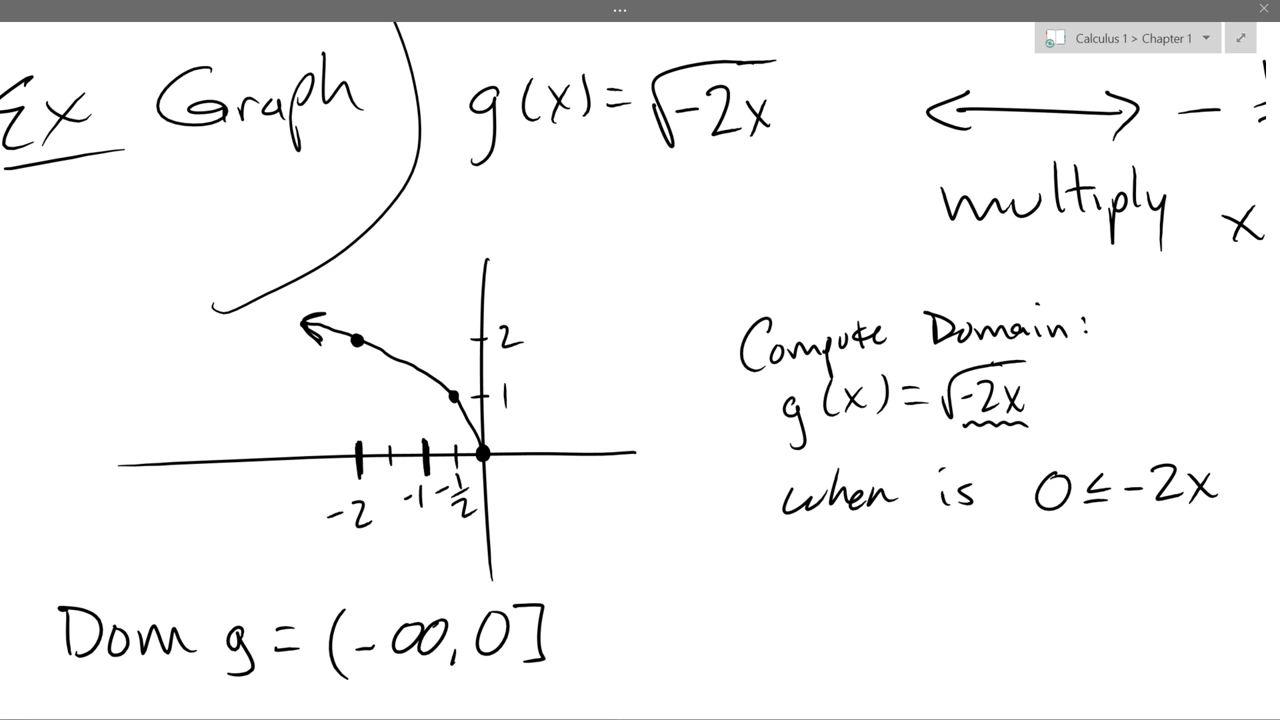 Calculus 1 > Chapter 1
Ex Graph g(x) = √-2x
multiply x
2
1
-2 -1 -1/2
Compute Domain:
g(x) = √-2x
when is 0 ≤ -2x
Dom g = (-∞, 0]